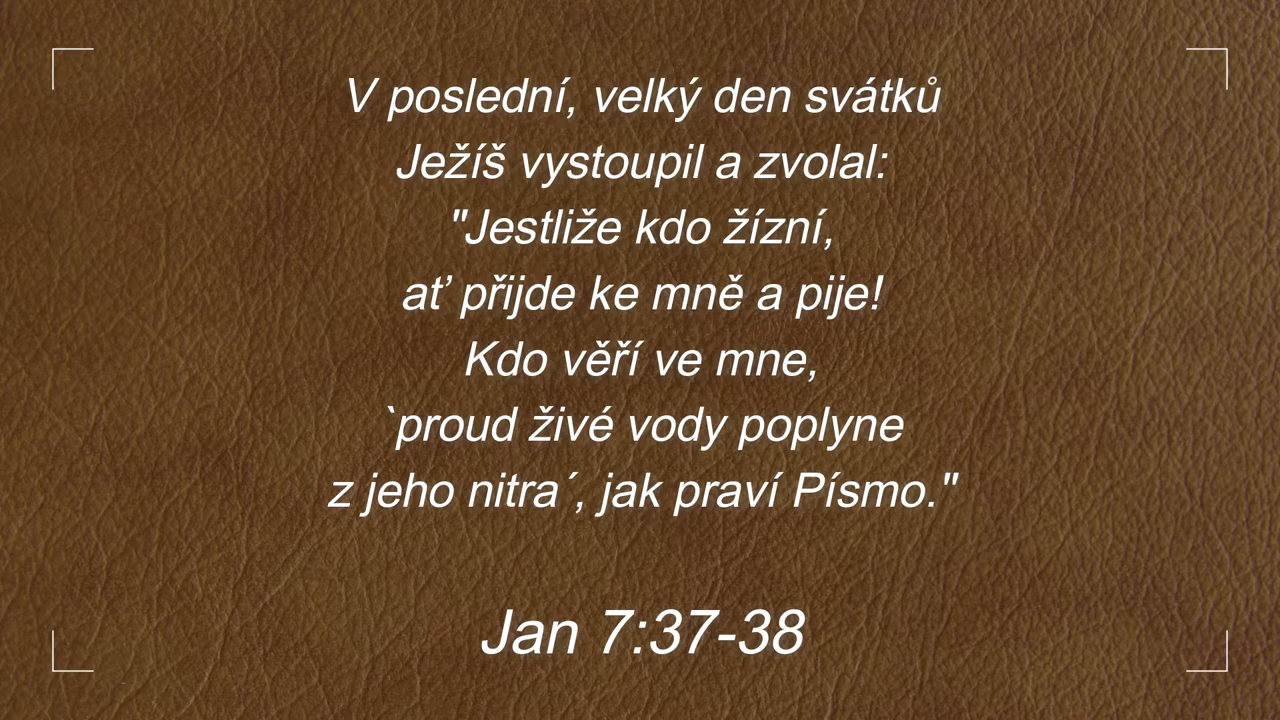 V poslední, velký den svátků
Ježíš vystoupil a zvolal:
"Jestliže kdo žízní,
ať přijde ke mně a pije!
Kdo věří ve mne,
`proud živé vody poplyne
z jeho nitra´, jak praví Písmo."
Jan 7:37-38